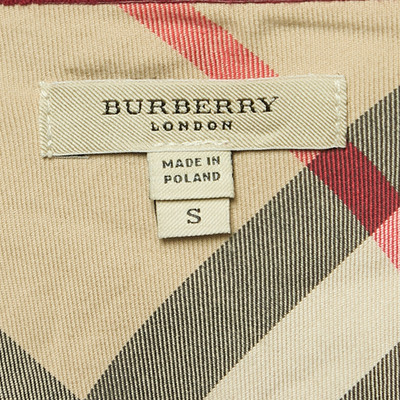 BURBERRY
LONDON
MADE IN
POLAND
S